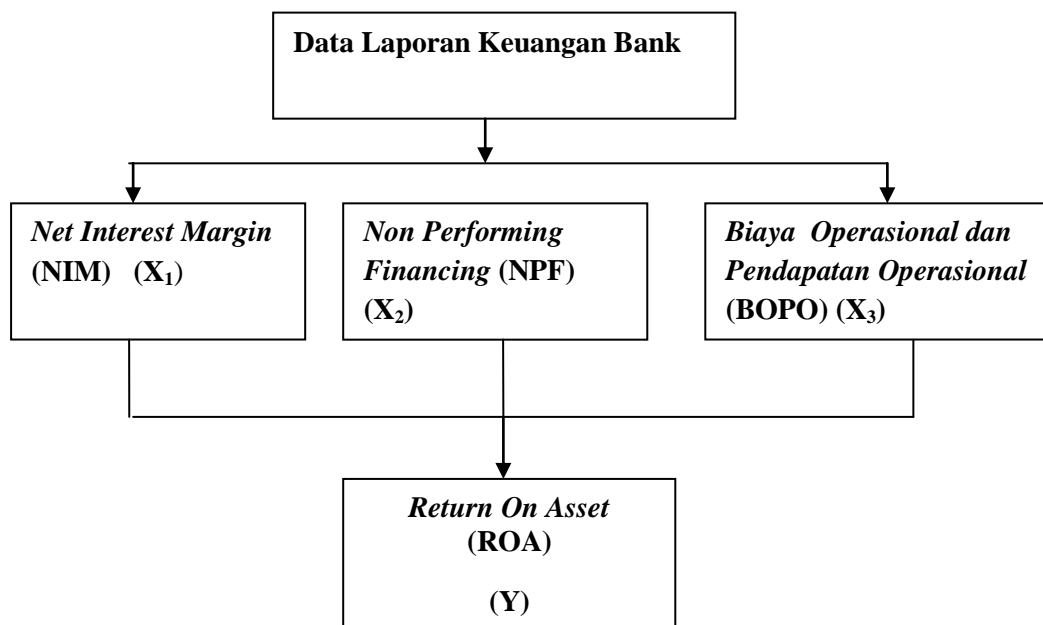 Data Laporan Keuangan Bank
Net Interest Margin
(NIM) (X₁)
Non Performing
Financing (NPF)
(X₂)
Biaya Operasional dan
Pendapatan Operasional
(BOPO) (X₃)
Return On Asset
(ROA)
(Y)